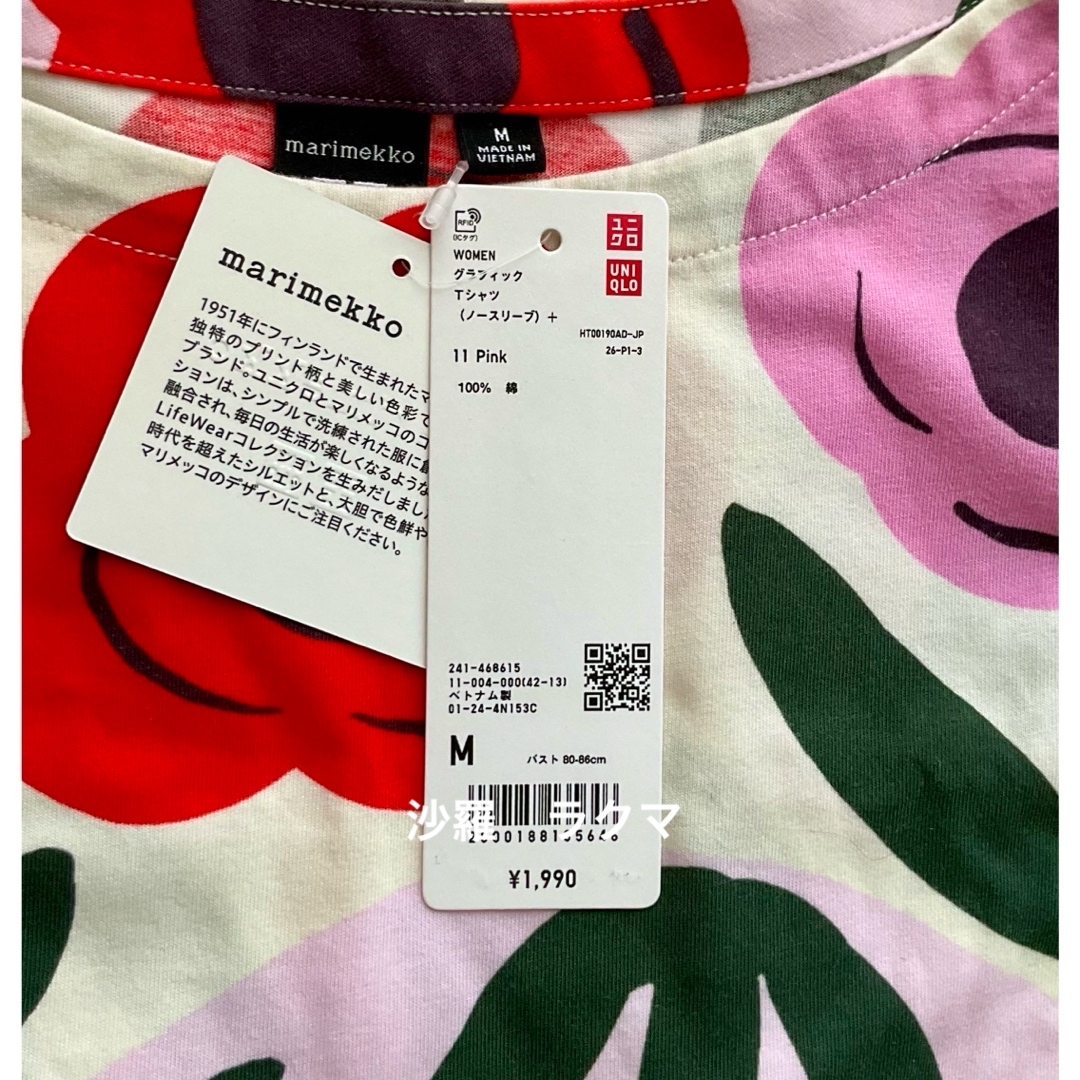 marimekko
M
MADE IN
VIETNAM
marimekko
1951年にフィンランドで生まれたマ
独特のプリント柄と美しい色彩で
ブランド。ユニクロとマリメッコのコ
ションは、シンプルで洗練された服に
融合され、毎日の生活が楽しくなるような
LifeWearコレクションを生みだしまし
時代を超えたシルエットと、大胆で色鮮や
マリメッコのデザインにご注目ください。
RFID
(ICタグ)
ユニ
クロ
UNI
QLO
WOMEN
グラフィック
Tシャツ
(ノースリーブ)+
HT00190AD-JP
26-P1-3
11 Pink
100% 綿
241-468615
11-004-000(42-13)
ベトナム製
01-24-4N153C
M
バスト 80-86cm
沙羅 ラクマ
¥1,990